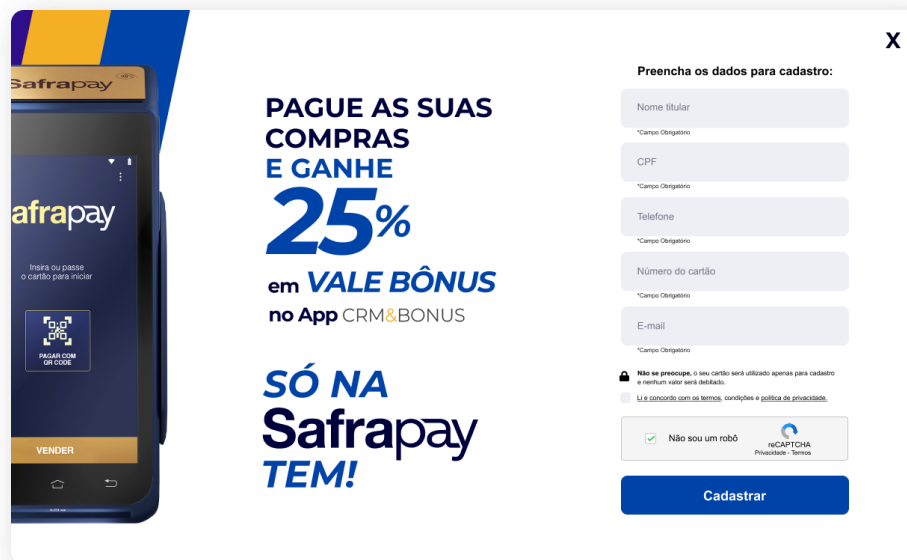 X
Safrapay
afrapay
Insira ou passe
o cartão para iniciar
PAGAR COM
QR CODE
VENDER
PAGUE AS SUAS
COMPRAS
E GANHE
25%
em VALE BÔNUS
no App CRM&BONUS
SÓ NA
Safrapay
TEM!
Preencha os dados para cadastro:
Nome titular
*Campo Obrigatório
CPF
*Campo Obrigatório
Telefone
*Campo Obrigatório
Número do cartão
*Campo Obrigatório
E-mail
*Campo Obrigatório
Não se preocupe, o seu cartão será utilizado apenas para cadastro
e nenhum valor será debitado.
Li e concordo com os termos, condições e política de privacidade.
Não sou um robô
reCAPTCHA
Privacidade - Termos
Cadastrar